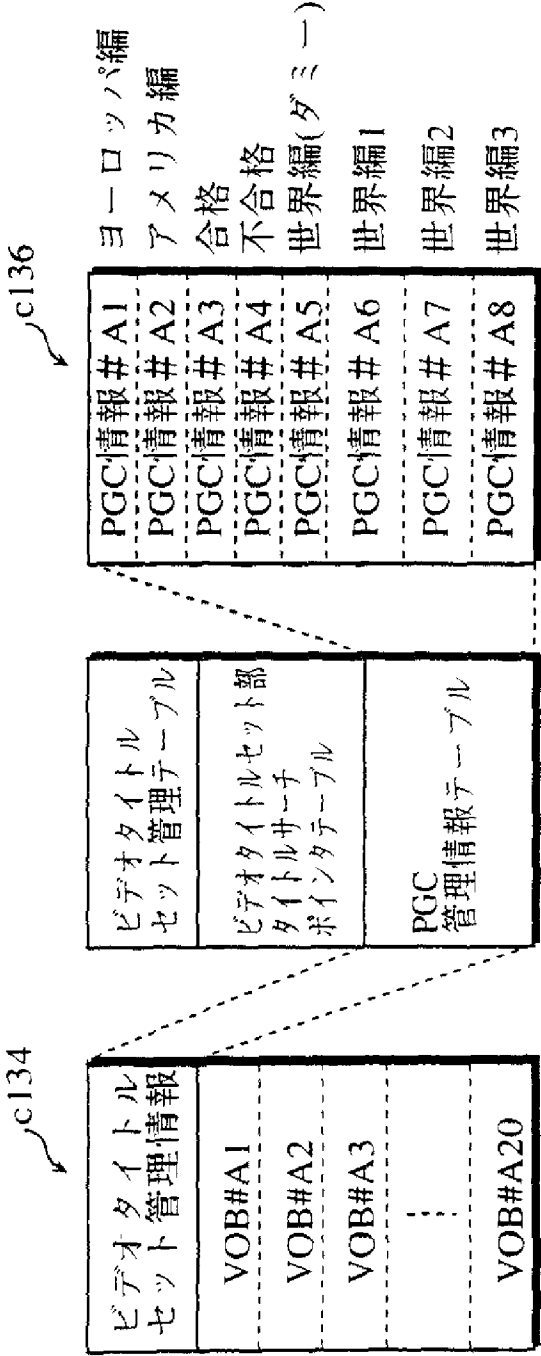 c134
ビデオタイトル
セット管理情報
VOB#A1
VOB#A2
VOB#A3
VOB#A20
ビデオタイトル
セット管理テーブル
ビデオタイトルセット部
タイトルサーチ
ポインタテーブル
PGC
管理情報テーブル
c136
PGC情報#A1 ヨーロッパ編
PGC情報#A2 アメリカ編
PGC情報#A3 合格
PGC情報#A4 不合格
PGC情報#A5 世界編(ダミー)
PGC情報#A6 世界編1
PGC情報#A7 世界編2
PGC情報#A8 世界編3